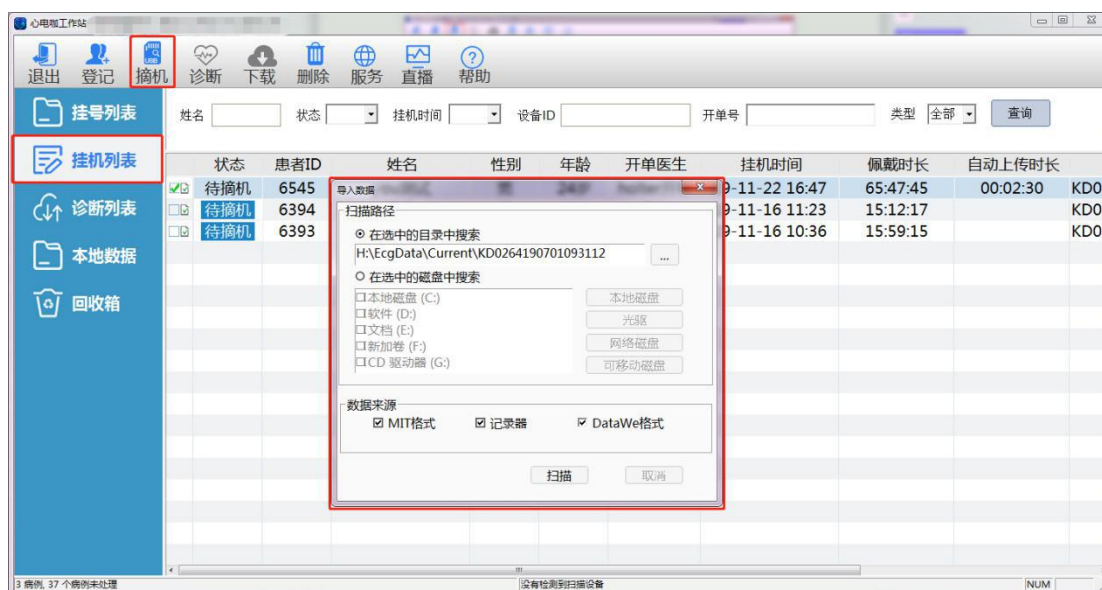 心电咖工作站
退出 登记 摘机 诊断 下载 删除 服务 直播 帮助
挂号列表
挂机列表
诊断列表
本地数据
回收箱
姓名 状态 挂机时间 设备ID 开单号 类型 全部 查询
状态 患者ID 姓名 性别 年龄 开单医生 挂机时间 佩戴时长 自动上传时长
待摘机 6545 9-11-22 16:47 65:47:45 00:02:30 KD0
待摘机 6394 9-11-16 11:23 15:12:17 KD0
待摘机 6393 9-11-16 10:36 15:59:15 KD0
导入数据
扫描路径
在选中的目录中搜索
H:\EcgData\Current\KD0264190701093112 ...
在选中的磁盘中搜索
本地磁盘 (C:)
软件 (D:)
文档 (E:)
新加卷 (F:)
CD 驱动器 (G:)
本地磁盘
光驱
网络磁盘
可移动磁盘
数据来源
MIT格式 记录器 DataWe格式
扫描 取消
3 病例, 37 个病例未处理 没有检测到扫描设备 NUM